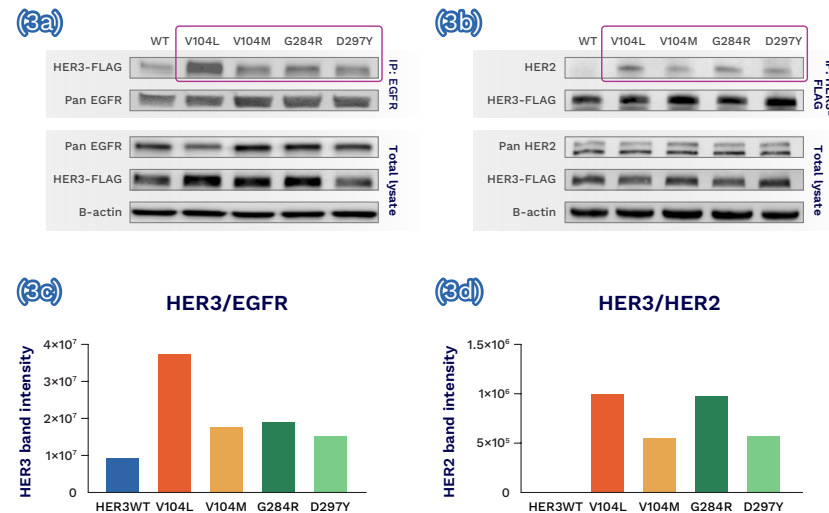 (3a)
WT V104L V104M G284R D297Y
HER3-FLAG
Pan EGFR
IP: EGFR
Pan EGFR
HER3-FLAG
B-actin
Total lysate
(3b)
WT V104L V104M G284R D297Y
HER2
HER3-FLAG
FLAG
Pan HER2
HER3-FLAG
B-actin
Total lysate
(3c)
HER3/EGFR
HER3 band intensity
4×10⁷
3×10⁷
2×10⁷
1×10⁷
0
HER3WT V104L V104M G284R D297Y
(3d)
HER3/HER2
HER2 band intensity
1.5×10⁶
1×10⁶
5×10⁵
0
HER3WT V104L V104M G284R D297Y